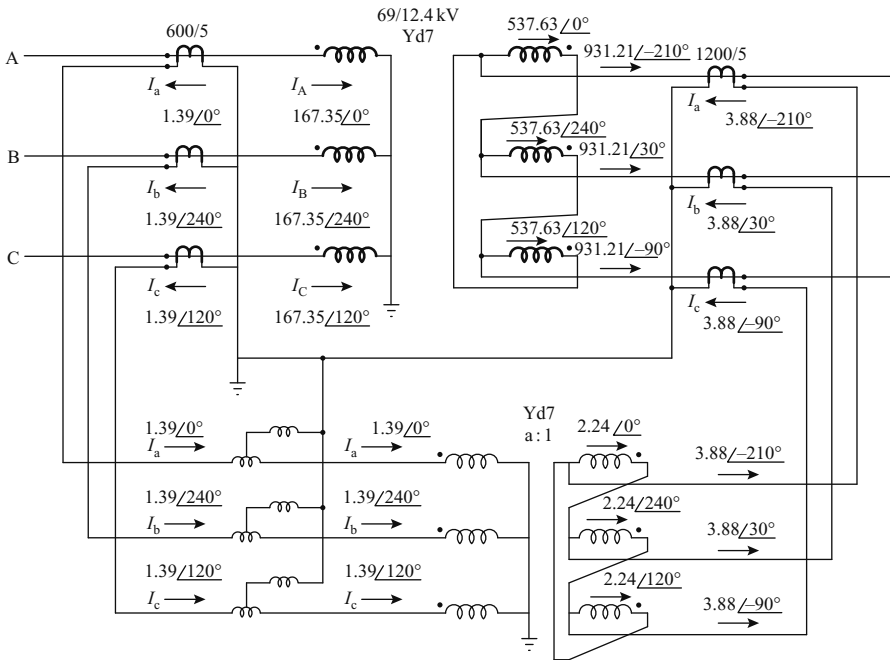 69/12.4 kV
Yd7
600/5
537.63/0°
931.21/–210°
1200/5
A
I_a
I_A
1.39/0°
167.35/0°
I_a
3.88/–210°
537.63/240°
931.21/30°
B
I_b
I_B
1.39/240°
167.35/240°
I_b
3.88/30°
537.63/120°
931.21/–90°
C
I_c
I_C
1.39/120°
167.35/120°
I_c
3.88/–90°
Yd7
a : 1
1.39/0°
I_a
1.39/0°
I_a
2.24/0°
3.88/–210°
1.39/240°
I_b
1.39/240°
I_b
2.24/240°
3.88/30°
1.39/120°
I_c
1.39/120°
I_c
2.24/120°
3.88/–90°